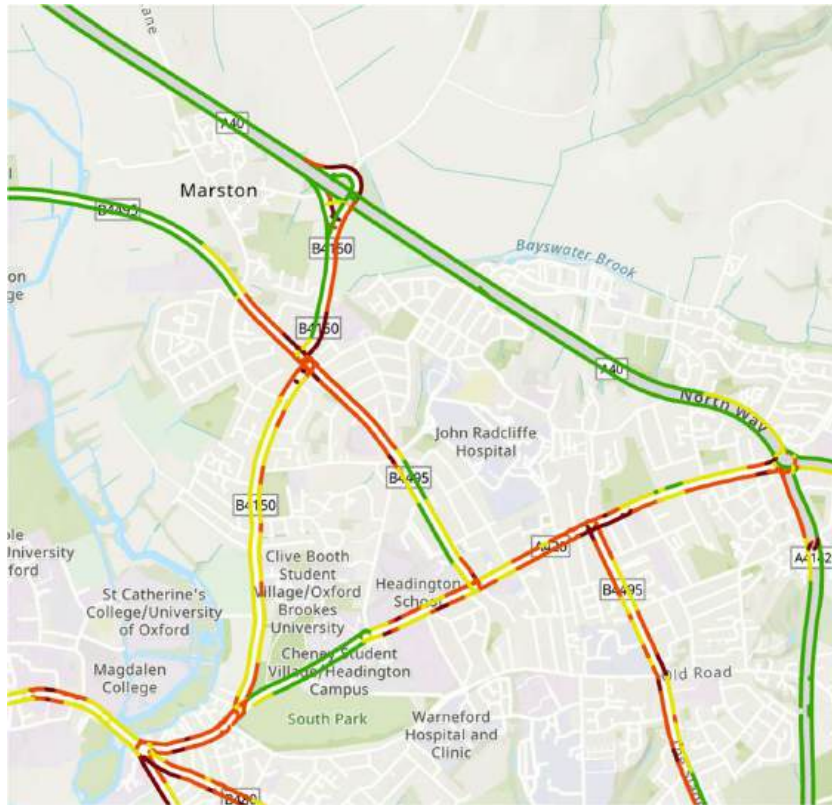 A40
Marston
B4495
B4150
Bayswater
Brook
B4150
A40
North Way
John Radcliffe
Hospital
B4495
B4150
University
ford
Clive Booth
Student
Village/Oxford
Brookes
University
St Catherine's
College/University
of Oxford
Headington
School
A420
B4495
A4142
Magdalen
College
Cheney Student
Village/Headington
Campus
Old Road
South Park
Warneford
Hospital and
Clinic
B480